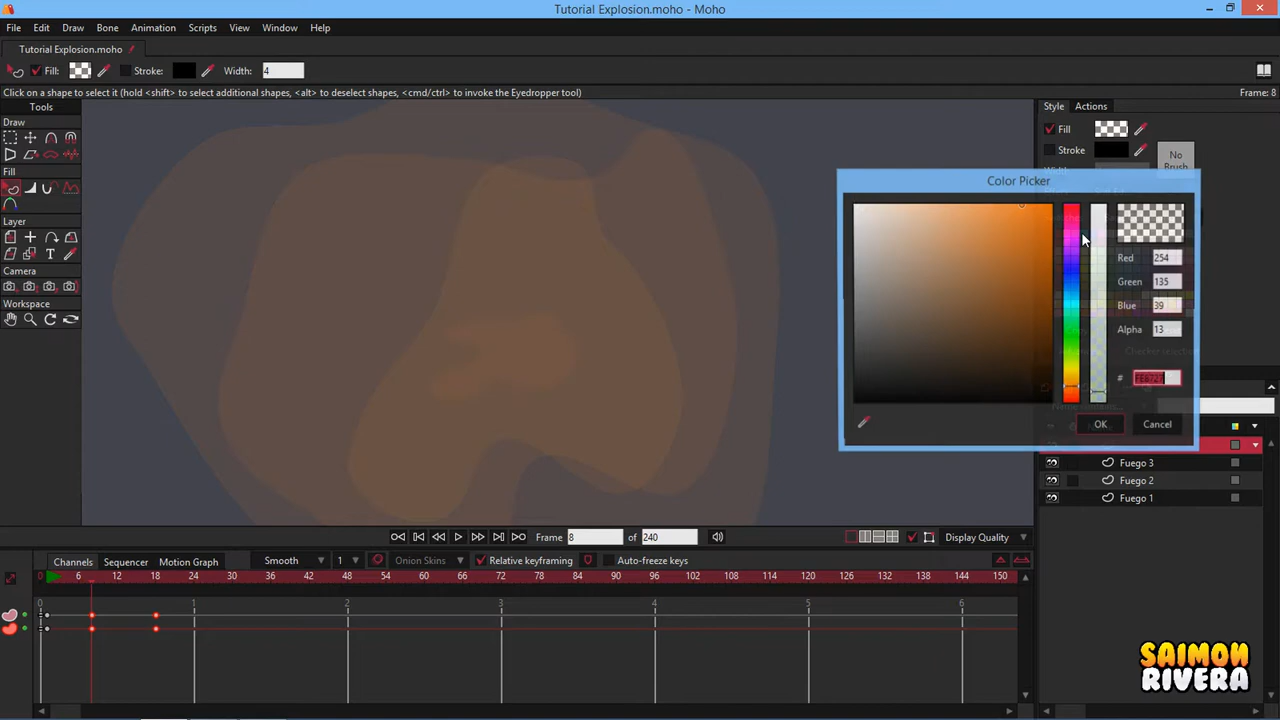 Tutorial Explosion.moho - Moho
File Edit Draw Bone Animation Scripts View Window Help
Tutorial Explosion.moho
Fill: Stroke: Width: 4
Click on a shape to select it (hold <shift> to select additional shapes, <alt> to deselect shapes, <cmd/ctrl> to invoke the Eyedropper tool) Frame: 8
Tools
Style Actions
Draw
Fill
Stroke
No
Brush
Fill
Layer
Camera
Workspace
Color Picker
Red 254
Green 135
Blue 39
Alpha 13
# FE8727
OK Cancel
Fuego 3
Fuego 2
Fuego 1
Frame 8 of 240 Display Quality
Channels Sequencer Motion Graph Smooth 1 Onion Skins Relative keyframing Auto-freeze keys
0 6 12 18 24 30 36 42 48 54 60 66 72 78 84 90 96 102 108 114 120 126 132 138 144 150
0 1 2 3 4 5 6
SAIMON
RIVERA